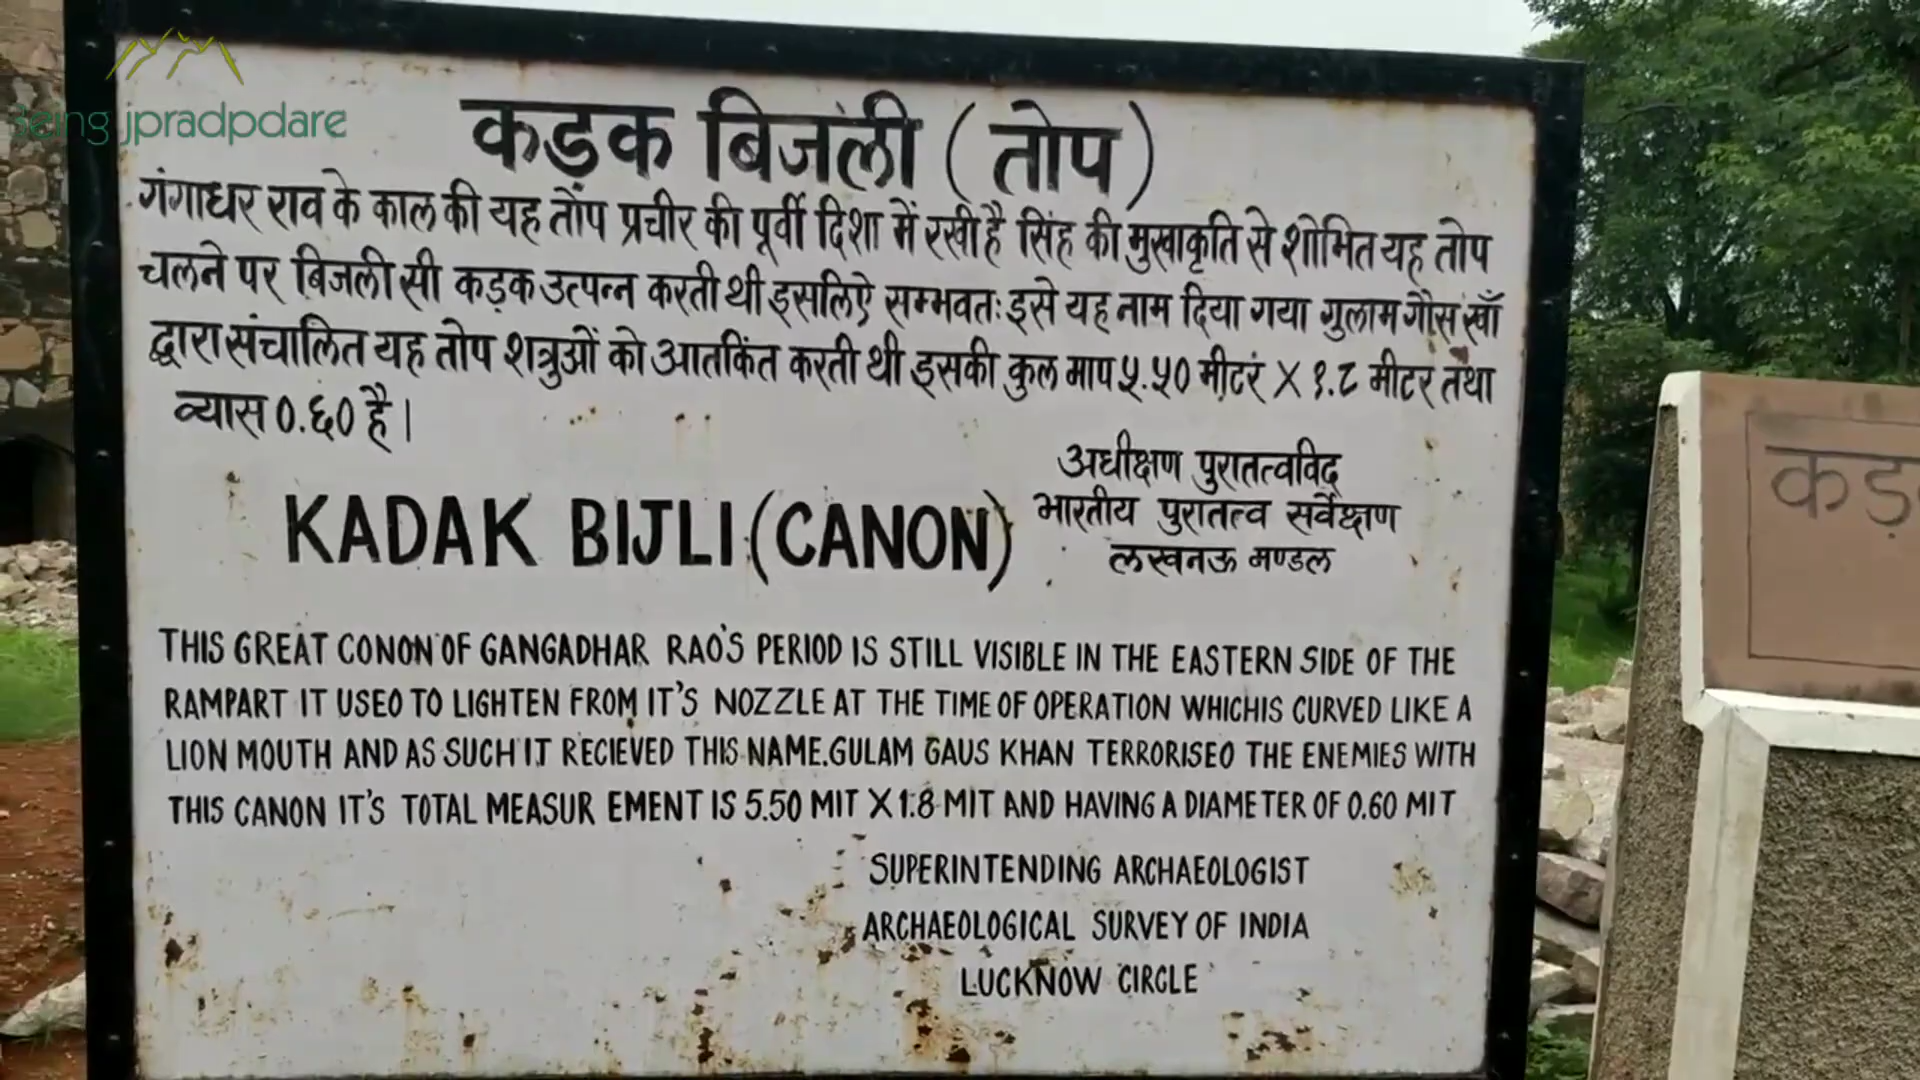 Being jpradpdare
कड़क बिजली (तोप)
गंगाधर राव के काल की यह तोंप प्रचीर की पूर्वी दिशा में रखी है सिंह की मुखाकृति से शोभित यह तोप
चलने पर बिजली सी कड़क उत्पन्न करती थी इसलिऐ सम्भवतः इसे यह नाम दिया गया गुलाम गौस खाँ
द्वारा संचालित यह तोप शत्रुओं को आतकिंत करती थी इसकी कुल माप ५.५० मीटर X १.८ मीटर तथा
व्यास ०.६० है।
अधीक्षण पुरातत्वविद्
भारतीय पुरातत्व सर्वेक्षण
लखनऊ मण्डल
KADAK BIJLI (CANON)
THIS GREAT CONON OF GANGADHAR RAO'S PERIOD IS STILL VISIBLE IN THE EASTERN SIDE OF THE
RAMPART IT USEO TO LIGHTEN FROM IT'S NOZZLE AT THE TIME OF OPERATION WHICHIS CURVED LIKE A
LION MOUTH AND AS SUCH IT RECIEVED THIS NAME.GULAM GAUS KHAN TERRORISEO THE ENEMIES WITH
THIS CANON IT'S TOTAL MEASUR EMENT IS 5.50 MIT X 1.8 MIT AND HAVING A DIAMETER OF 0.60 MIT
SUPERINTENDING ARCHAEOLOGIST
ARCHAEOLOGICAL SURVEY OF INDIA
LUCKNOW CIRCLE